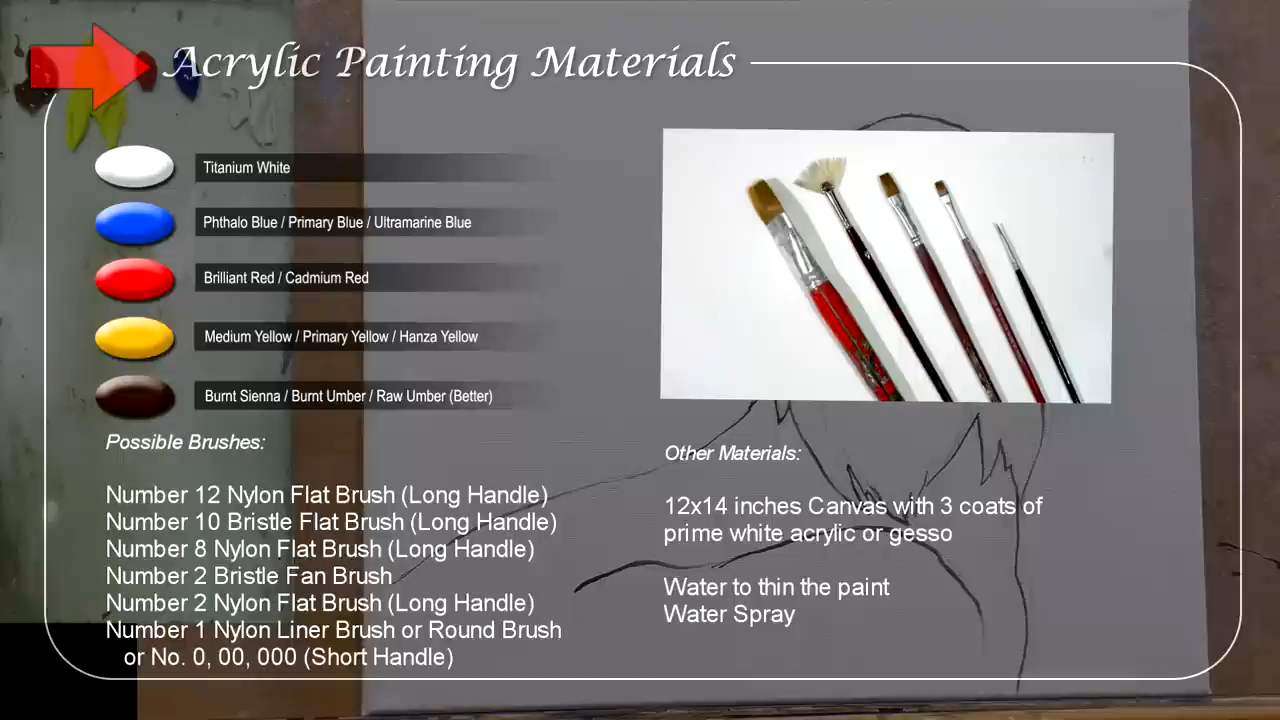 Acrylic Painting Materials
Titanium White
Phthalo Blue / Primary Blue / Ultramarine Blue
Brilliant Red / Cadmium Red
Medium Yellow / Primary Yellow / Hanza Yellow
Burnt Sienna / Burnt Umber / Raw Umber (Better)
Possible Brushes:
Number 12 Nylon Flat Brush (Long Handle)
Number 10 Bristle Flat Brush (Long Handle)
Number 8 Nylon Flat Brush (Long Handle)
Number 2 Bristle Fan Brush
Number 2 Nylon Flat Brush (Long Handle)
Number 1 Nylon Liner Brush or Round Brush
or No. 0, 00, 000 (Short Handle)
Other Materials:
12x14 inches Canvas with 3 coats of
prime white acrylic or gesso
Water to thin the paint
Water Spray